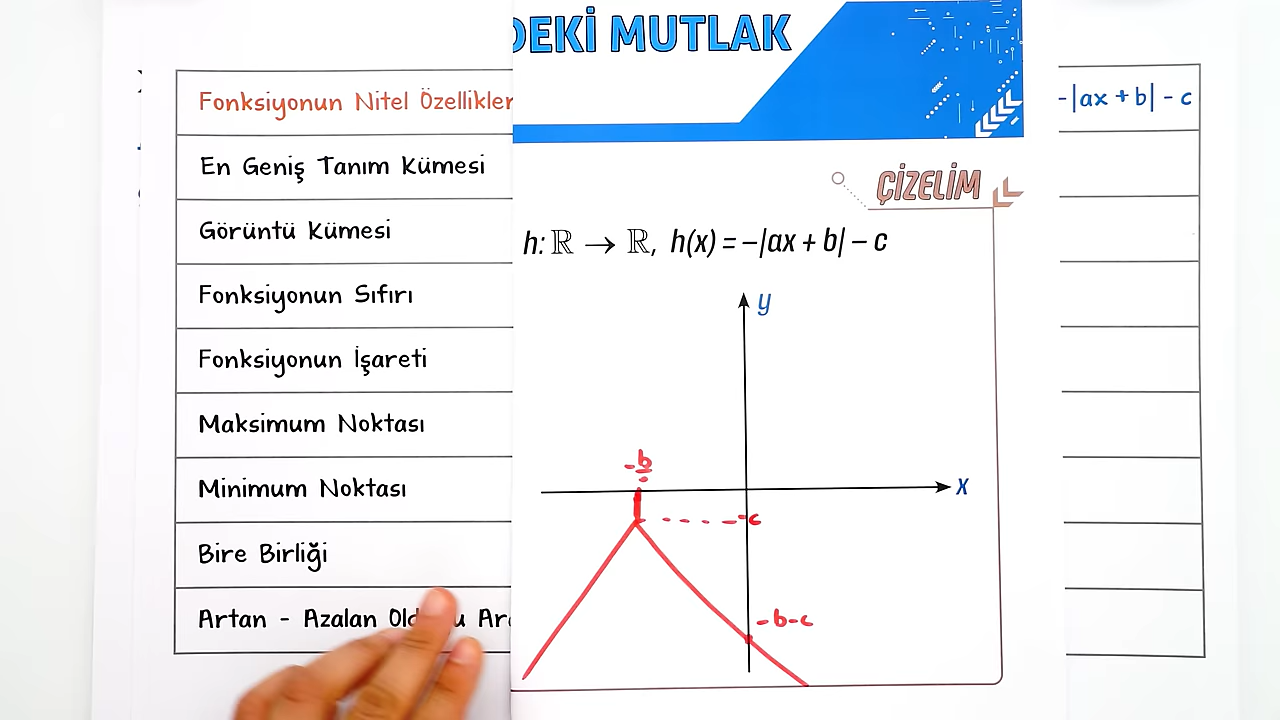 DEKİ MUTLAK
Fonksiyonun Nitel Özellikler
-|ax + b| - c
En Geniş Tanım Kümesi
Görüntü Kümesi
Fonksiyonun Sıfırı
Fonksiyonun İşareti
Maksimum Noktası
Minimum Noktası
Bire Birliği
Artan - Azalan
ÇİZELİM
h: ℝ → ℝ, h(x) = –|ax + b| – c
y
-b
x
-c
-b-c